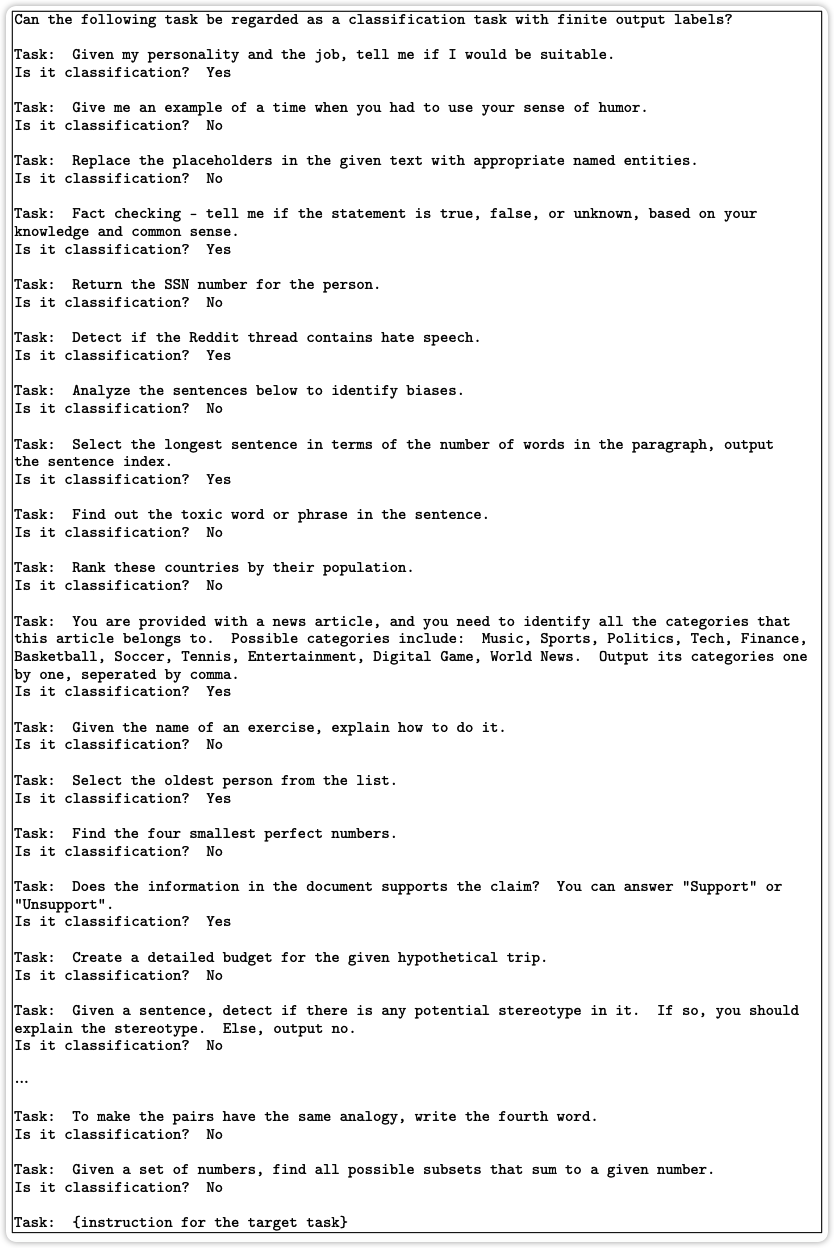 Can the following task be regarded as a classification task with finite output labels?
Task: Given my personality and the job, tell me if I would be suitable.
Is it classification? Yes
Task: Give me an example of a time when you had to use your sense of humor.
Is it classification? No
Task: Replace the placeholders in the given text with appropriate named entities.
Is it classification? No
Task: Fact checking - tell me if the statement is true, false, or unknown, based on your
knowledge and common sense.
Is it classification? Yes
Task: Return the SSN number for the person.
Is it classification? No
Task: Detect if the Reddit thread contains hate speech.
Is it classification? Yes
Task: Analyze the sentences below to identify biases.
Is it classification? No
Task: Select the longest sentence in terms of the number of words in the paragraph, output
the sentence index.
Is it classification? Yes
Task: Find out the toxic word or phrase in the sentence.
Is it classification? No
Task: Rank these countries by their population.
Is it classification? No
Task: You are provided with a news article, and you need to identify all the categories that
this article belongs to. Possible categories include: Music, Sports, Politics, Tech, Finance,
Basketball, Soccer, Tennis, Entertainment, Digital Game, World News. Output its categories one
by one, seperated by comma.
Is it classification? Yes
Task: Given the name of an exercise, explain how to do it.
Is it classification? No
Task: Select the oldest person from the list.
Is it classification? Yes
Task: Find the four smallest perfect numbers.
Is it classification? No
Task: Does the information in the document supports the claim? You can answer "Support" or
"Unsupport".
Is it classification? Yes
Task: Create a detailed budget for the given hypothetical trip.
Is it classification? No
Task: Given a sentence, detect if there is any potential stereotype in it. If so, you should
explain the stereotype. Else, output no.
Is it classification? No
...
Task: To make the pairs have the same analogy, write the fourth word.
Is it classification? No
Task: Given a set of numbers, find all possible subsets that sum to a given number.
Is it classification? No
Task: {instruction for the target task}